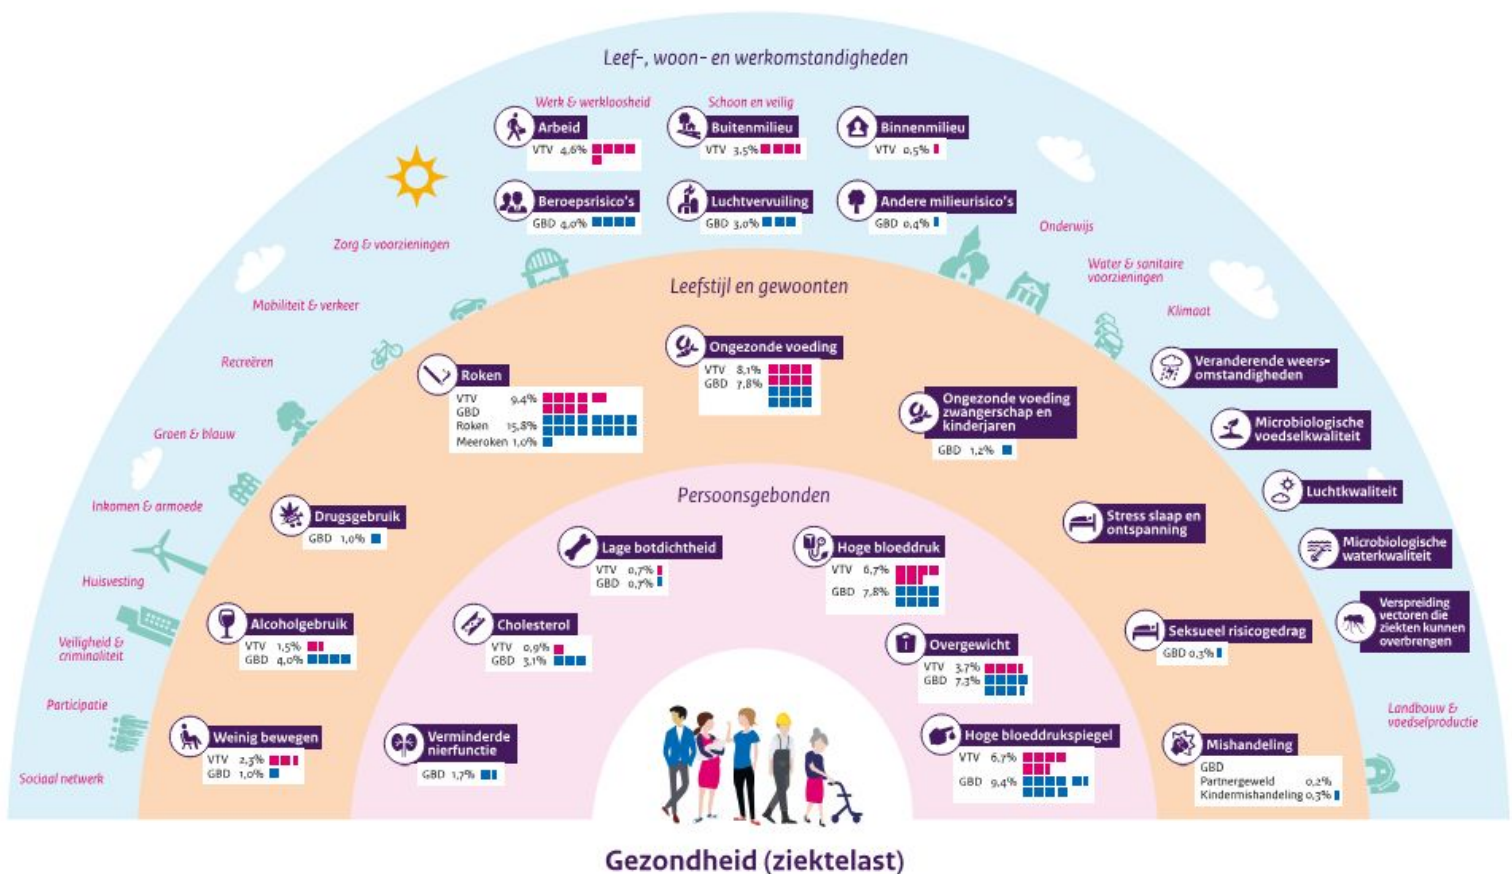 Leef-, woon- en werkomstandigheden
Werk & werkloosheid
Arbeid
VTV 4,6%
Schoon en veilig
Buitenmilieu
VTV 3,5%
Binnenmilieu
VTV 0,5%
Beroepsrisico's
GBD 4,0%
Luchtvervuiling
GBD 3,0%
Andere milieurisico's
GBD 0,4%
Zorg & voorzieningen
Mobiliteit & verkeer
Recreëren
Groen & blauw
Inkomen & armoede
Huisvesting
Veiligheid &
criminaliteit
Participatie
Sociaal netwerk
Onderwijs
Water & sanitaire
voorzieningen
Klimaat
Veranderende weers-
omstandigheden
Microbiologische
voedselkwaliteit
Luchtkwaliteit
Microbiologische
waterkwaliteit
Verspreiding
vectoren die
ziekten kunnen
overbrengen
Landbouw &
voedselproductie
Leefstijl en gewoonten
Roken
VTV 9,4%
GBD
Roken 15,8%
Meeroken 1,0%
Ongezonde voeding
VTV 8,1%
GBD 7,8%
Ongezonde voeding
zwangerschap en
kinderjaren
GBD 1,2%
Drugsgebruik
GBD 1,0%
Stress slaap en
ontspanning
Alcoholgebruik
VTV 1,5%
GBD 4,0%
Seksueel risicogedrag
GBD 0,3%
Weinig bewegen
VTV 2,3%
GBD 1,0%
Mishandeling
GBD
Partnergeweld 0,2%
Kindermishandeling 0,3%
Persoonsgebonden
Lage botdichtheid
VTV 0,7%
GBD 0,7%
Hoge bloeddruk
VTV 6,7%
GBD 7,8%
Cholesterol
VTV 0,9%
GBD 3,1%
Overgewicht
VTV 3,7%
GBD 7,3%
Verminderde
nierfunctie
GBD 1,7%
Hoge bloeddrukspiegel
VTV 6,7%
GBD 9,4%
Gezondheid (ziektelast)